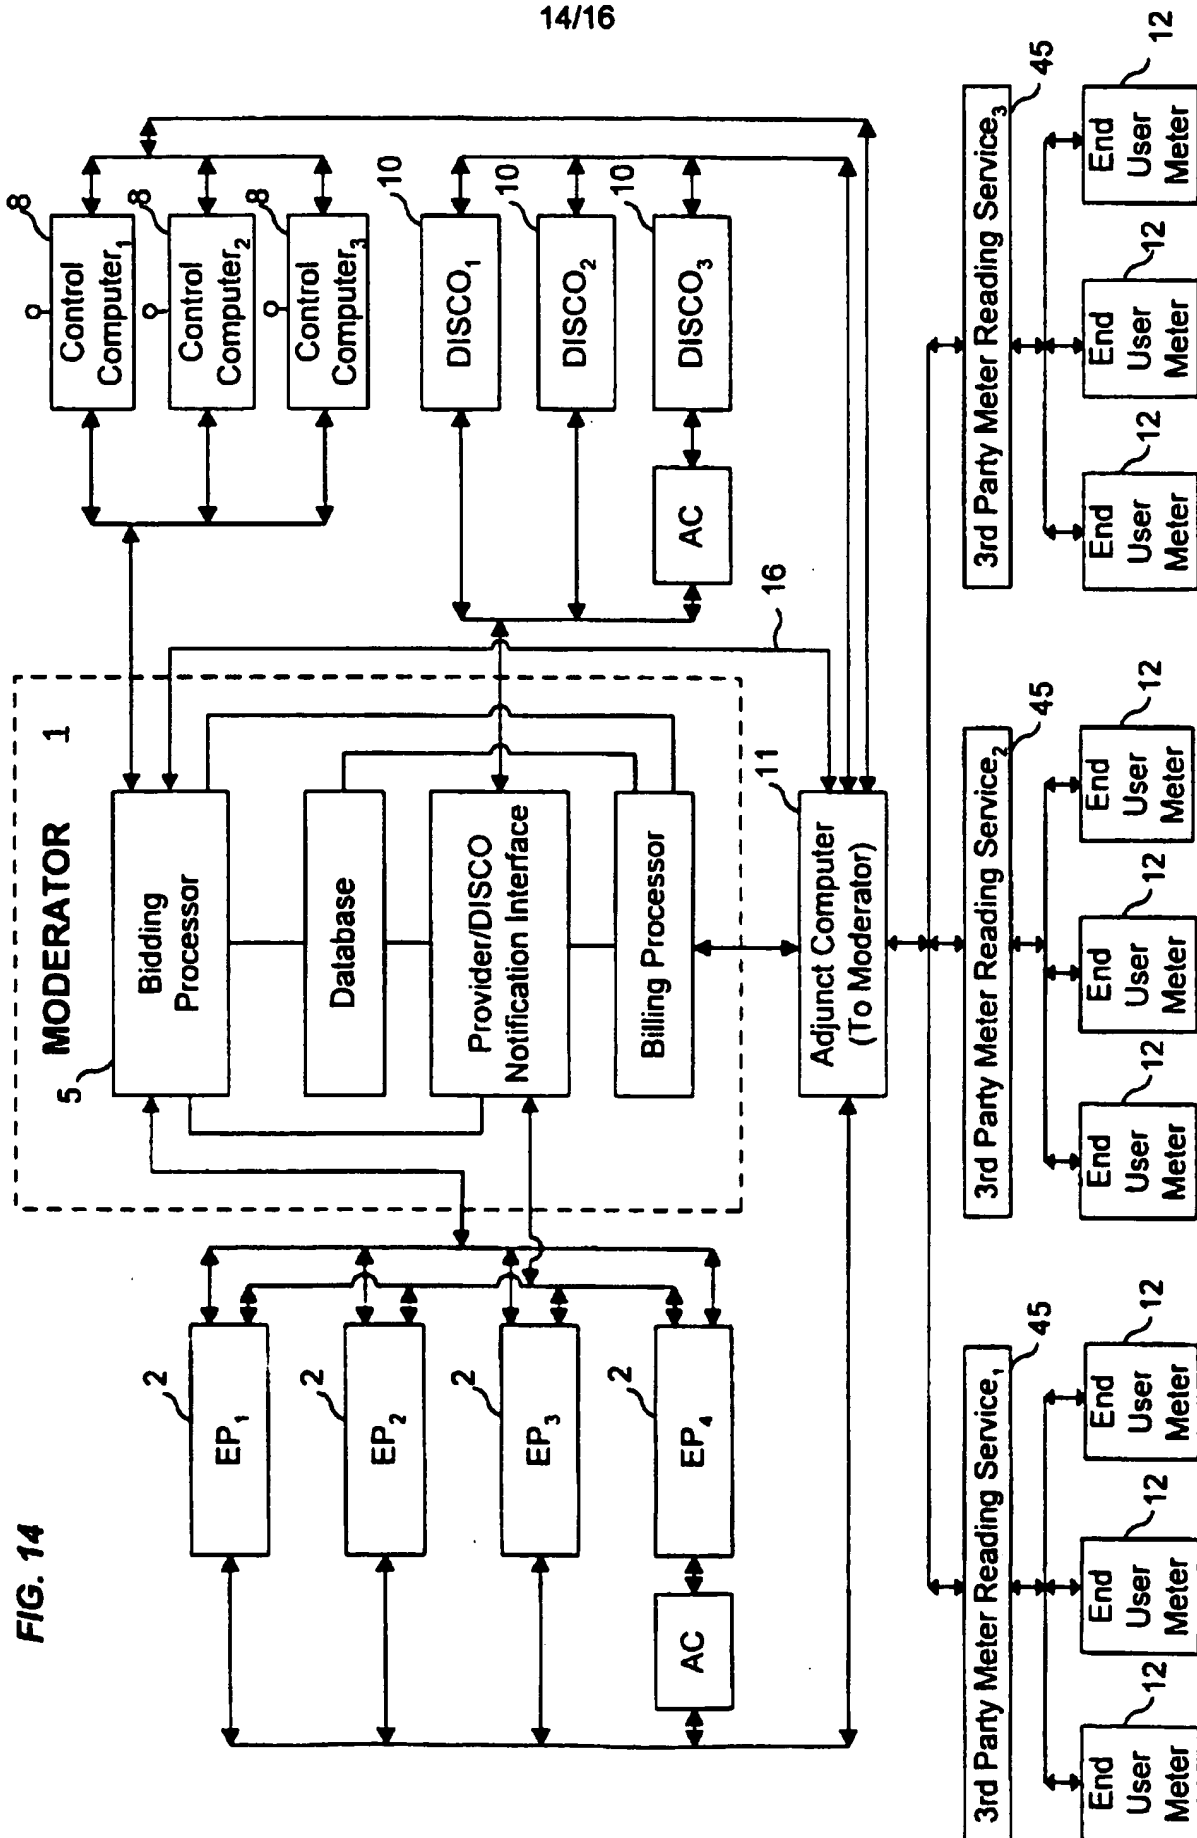 14/16
FIG. 14
MODERATOR 1
5
Bidding
Processor
Database
Provider/DISCO
Notification Interface
Billing Processor
2
EP1
2
EP2
2
EP3
2
EP4
AC
8
Control
Computer1
8
Control
Computer2
8
Control
Computer3
10
DISCO1
10
DISCO2
10
DISCO3
AC
16
11
Adjunct Computer
(To Moderator)
3rd Party Meter Reading Service1
45
3rd Party Meter Reading Service2
45
3rd Party Meter Reading Service3
45
End
User
Meter
12
End
User
Meter
12
End
User
Meter
12
End
User
Meter
12
End
User
Meter
12
End
User
Meter
12
End
User
Meter
12
End
User
Meter
12
End
User
Meter
12